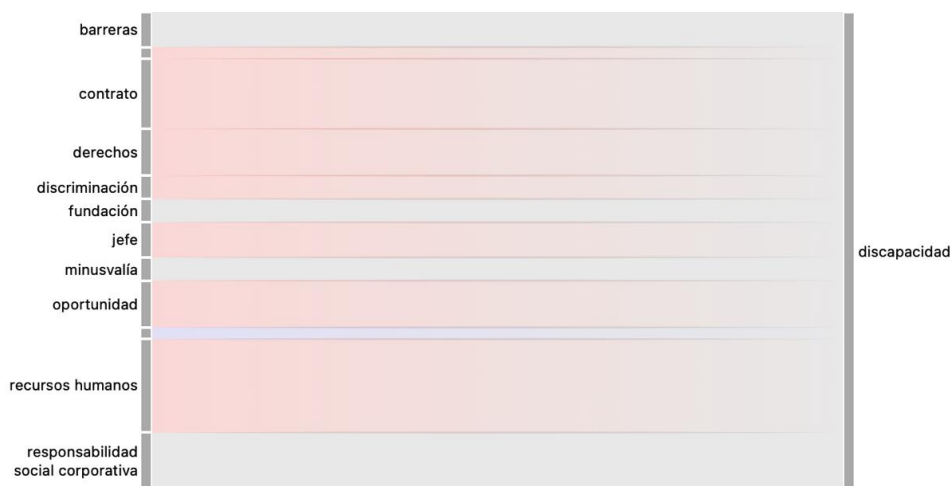 barreras
contrato
derechos
discriminación
fundación
jefe
discapacidad
minusvalía
oportunidad
recursos humanos
responsabilidad
social corporativa